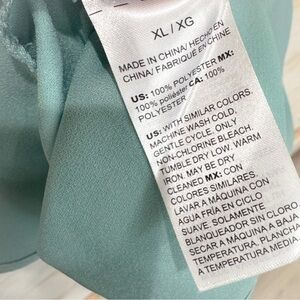 XL / XG
MADE IN CHINA/ HECHO EN
CHINA/ FABRIQUÉ EN CHINE
US: 100% POLYESTER MX:
100% poliéster CA: 100%
POLYESTER
US: WITH SIMILAR COLORS.
MACHINE WASH COLD,
GENTLE CYCLE. ONLY
NON-CHLORINE BLEACH.
TUMBLE DRY LOW. WARM
IRON. MAY BE DRY
CLEANED MX: CON
COLORES SIMILARES.
LAVAR A MÁQUINA EN
AGUA FRÍA EN CICLO
SUAVE. SOLAMENTE
BLANQUEADOR SIN CLORO.
SECAR A MÁQUINA A BAJA
TEMPERATURA, PLANCHA
A TEMPERATURA MEDIA.